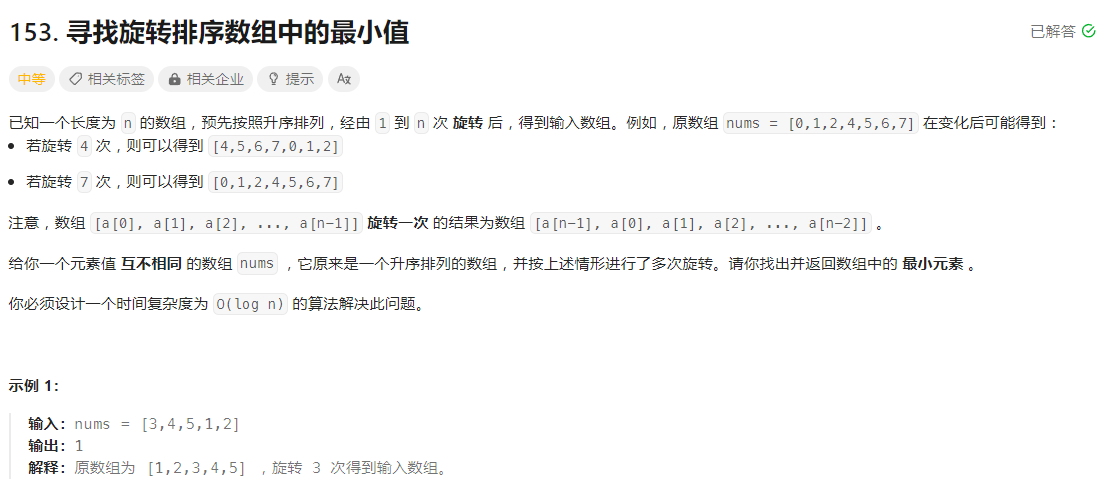 153. 寻找旋转排序数组中的最小值
已解答
中等 相关标签 相关企业 提示 Aあ
已知一个长度为 n 的数组，预先按照升序排列，经由 1 到 n 次 旋转 后，得到输入数组。例如，原数组 nums = [0,1,2,4,5,6,7] 在变化后可能得到：
• 若旋转 4 次，则可以得到 [4,5,6,7,0,1,2]
• 若旋转 7 次，则可以得到 [0,1,2,4,5,6,7]
注意，数组 [a[0], a[1], a[2], ..., a[n-1]] 旋转一次 的结果为数组 [a[n-1], a[0], a[1], a[2], ..., a[n-2]] 。
给你一个元素值 互不相同 的数组 nums ，它原来是一个升序排列的数组，并按上述情形进行了多次旋转。请你找出并返回数组中的 最小元素 。
你必须设计一个时间复杂度为 O(log n) 的算法解决此问题。
示例 1：
输入：nums = [3,4,5,1,2]
输出：1
解释：原数组为 [1,2,3,4,5] ，旋转 3 次得到输入数组。